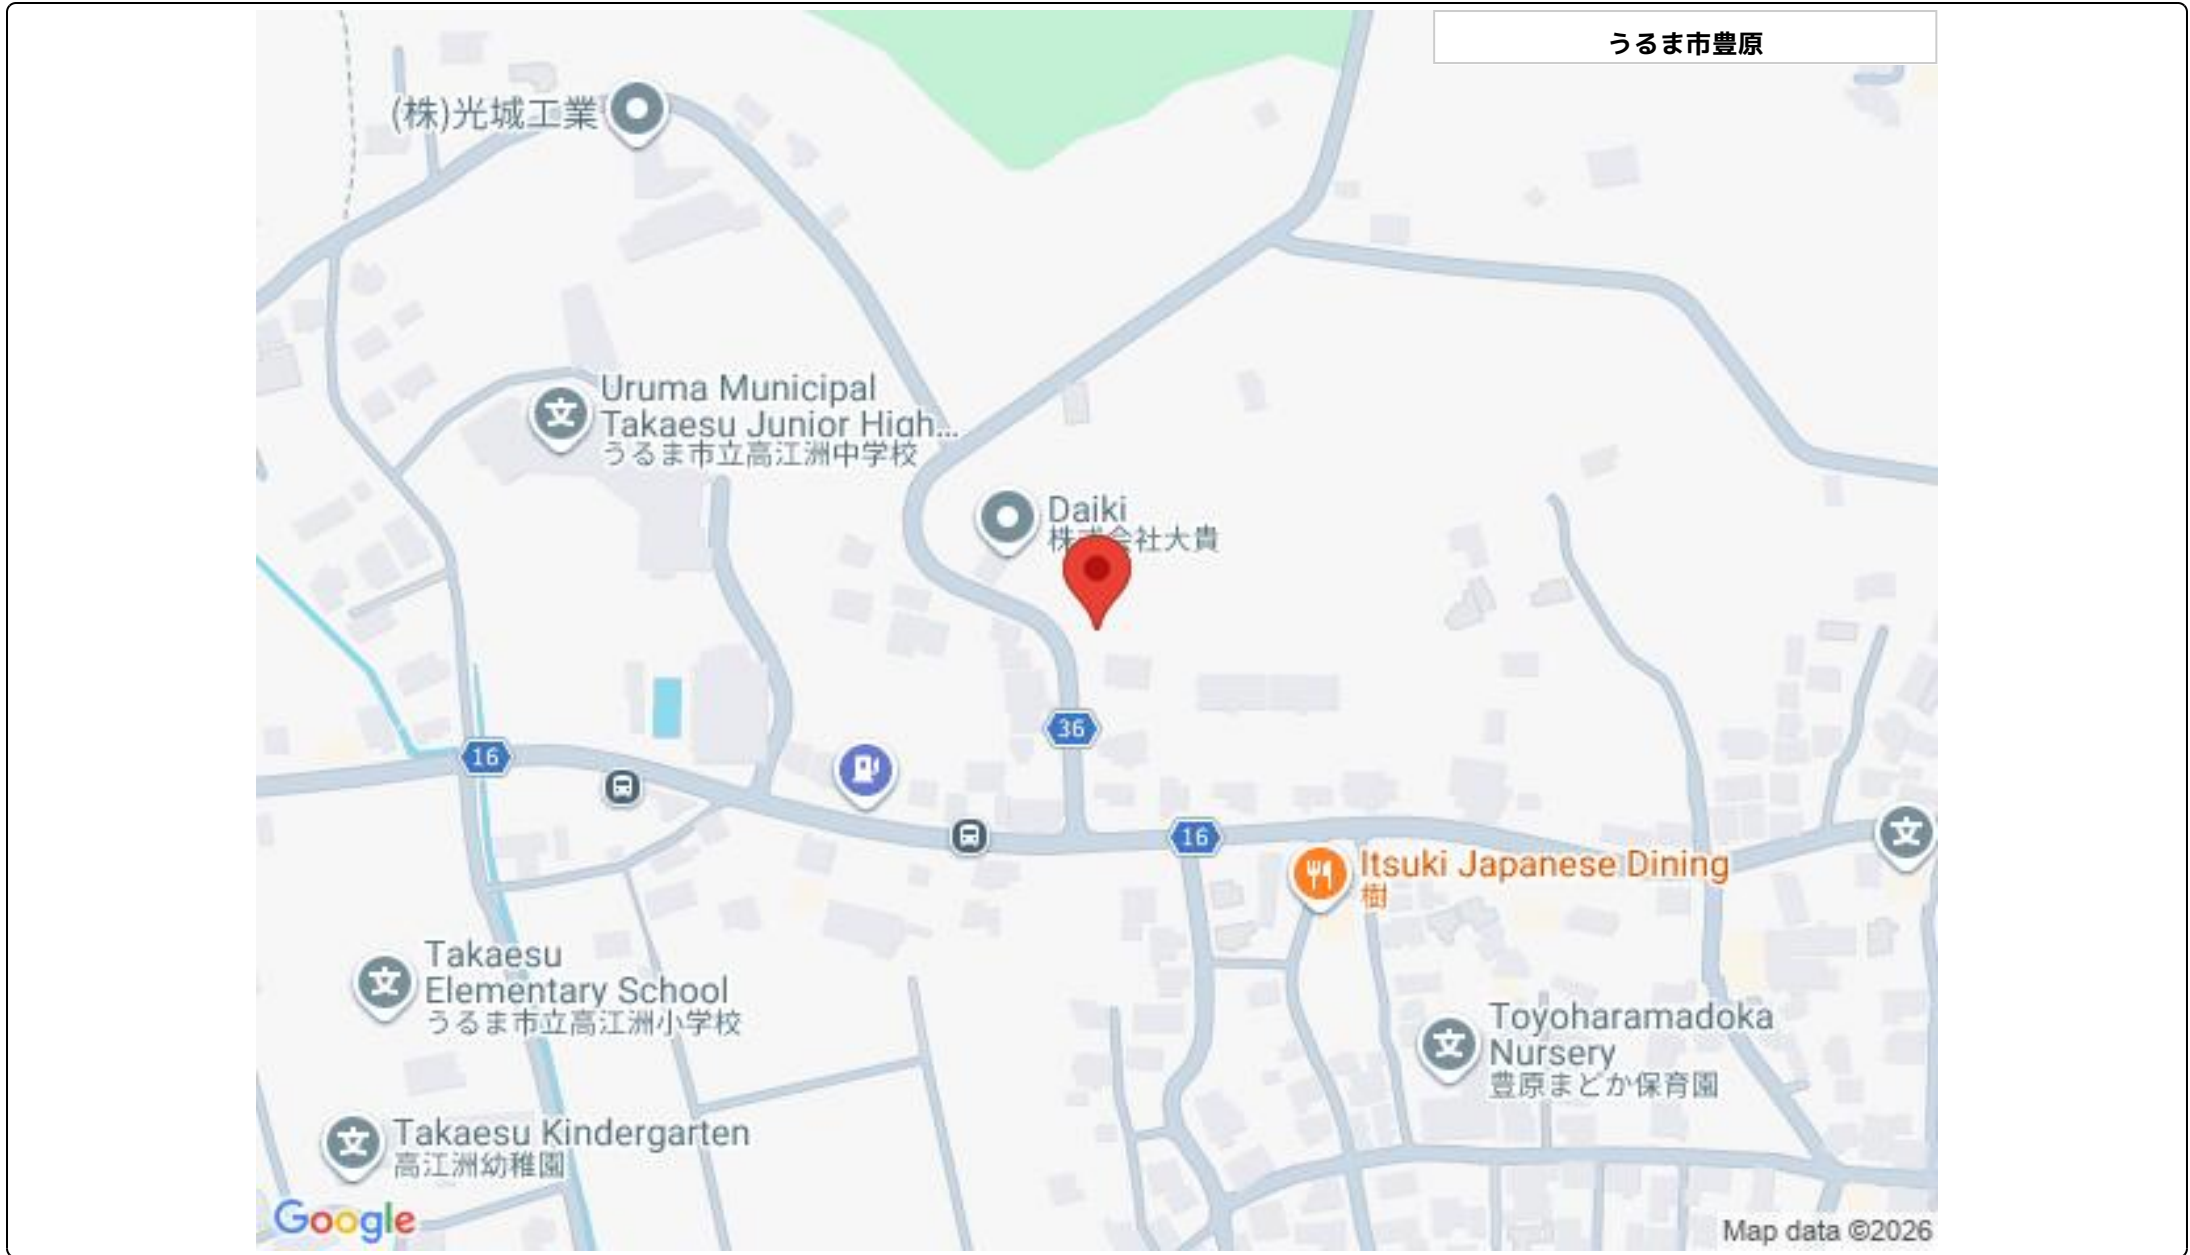 うるま市豊原
(株)光城工業
Uruma Municipal
Takaesu Junior High...
うるま市立高江洲中学校
Daiki
株式会社大貴
36
16
16
Itsuki Japanese Dining
樹
Takaesu
Elementary School
うるま市立高江洲小学校
Toyoharamadoka
Nursery
豊原まどか保育園
Takaesu Kindergarten
高江洲幼稚園
Google
Map data ©2026